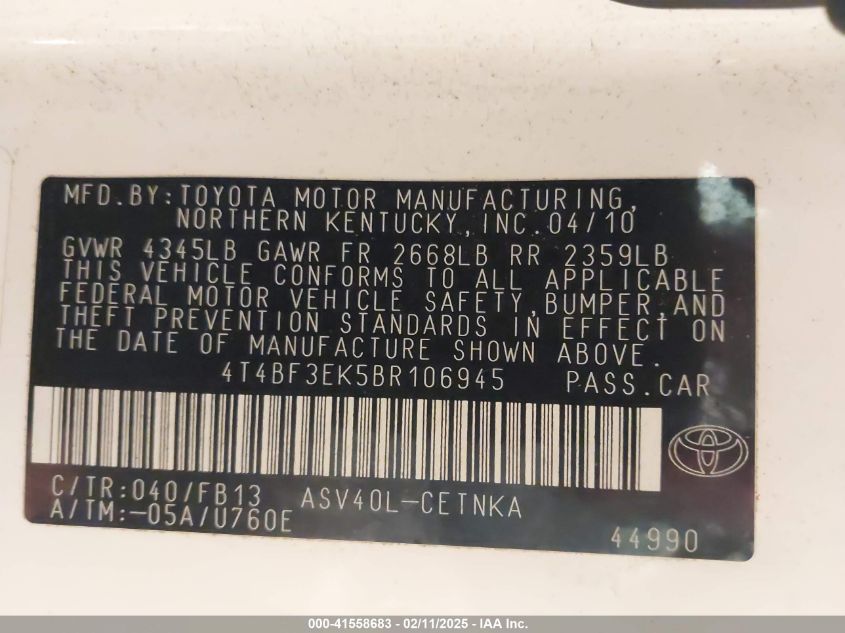 MFD.BY:TOYOTA MOTOR MANUFACTURING,
NORTHERN KENTUCKY,INC.04/10
GVWR 4345LB GAWR FR 2668LB RR 2359LB
THIS VEHICLE CONFORMS TO ALL APPLICABLE
FEDERAL MOTOR VEHICLE SAFETY,BUMPER,AND
THEFT PREVENTION STANDARDS IN EFFECT ON
THE DATE OF MANUFACTURE SHOWN ABOVE.
4T4BF3EK5BR106945 PASS.CAR
C/TR:040/FB13 ASV40L-CETNKA
A/TM:-05A/U760E
44990
000-41558683 - 02/11/2025 - IAA Inc.